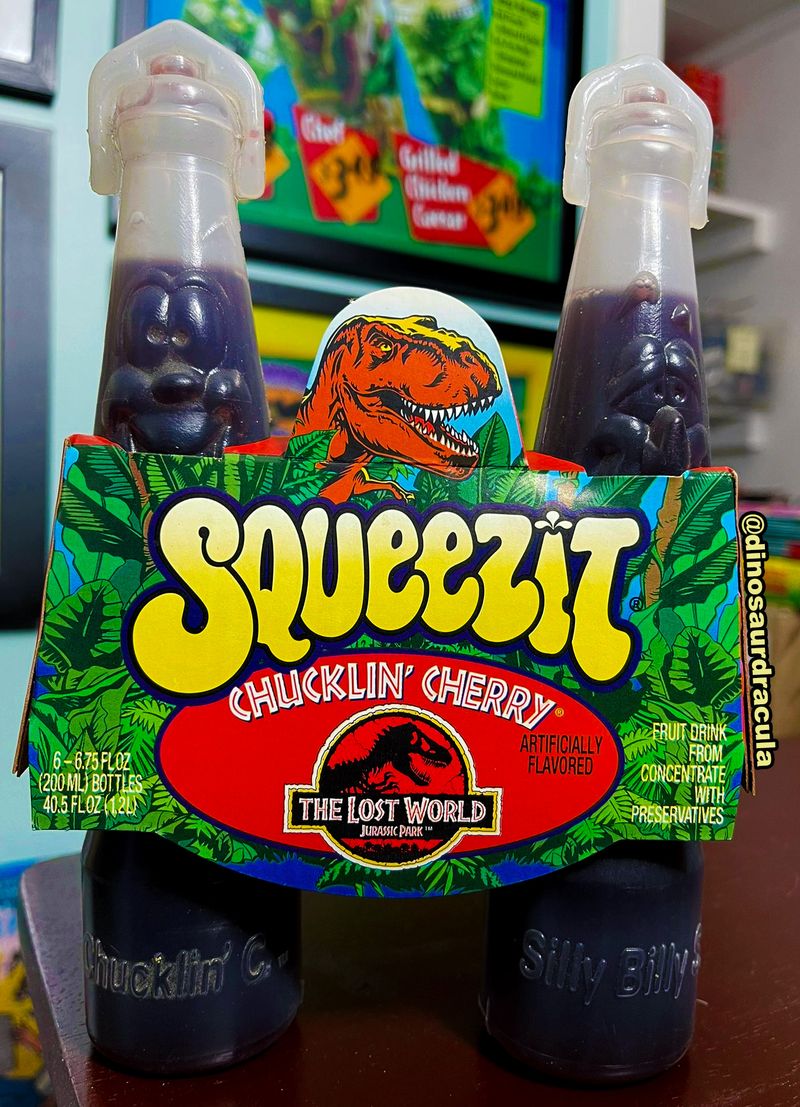 Chef
Grilled
Chicken
Caesar
SQUEEZIT®
CHUCKLIN' CHERRY®
ARTIFICIALLY
FLAVORED
THE LOST WORLD
JURASSIC PARK™
6 – 6.75 FL OZ
(200 ML) BOTTLES
40.5 FL OZ (1.2L)
FRUIT DRINK
FROM
CONCENTRATE
WITH
PRESERVATIVES
@dinosaurdracula
Chucklin' C
Silly Billy S